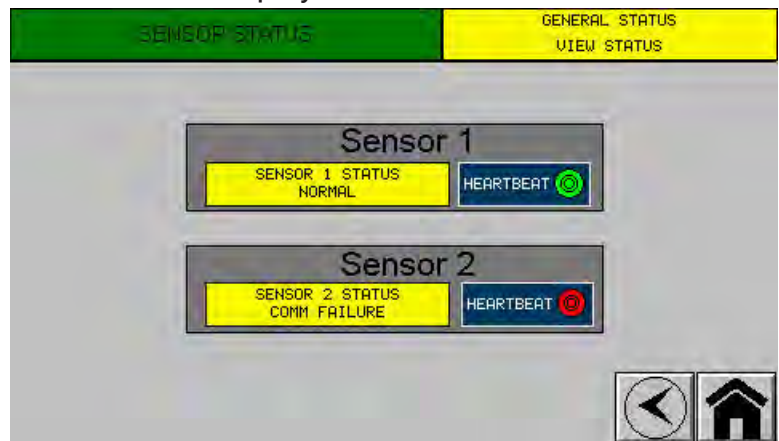 SENSOR STATUS
GENERAL STATUS
VIEW STATUS
Sensor 1
SENSOR 1 STATUS
NORMAL
HEARTBEAT
Sensor 2
SENSOR 2 STATUS
COMM FAILURE
HEARTBEAT